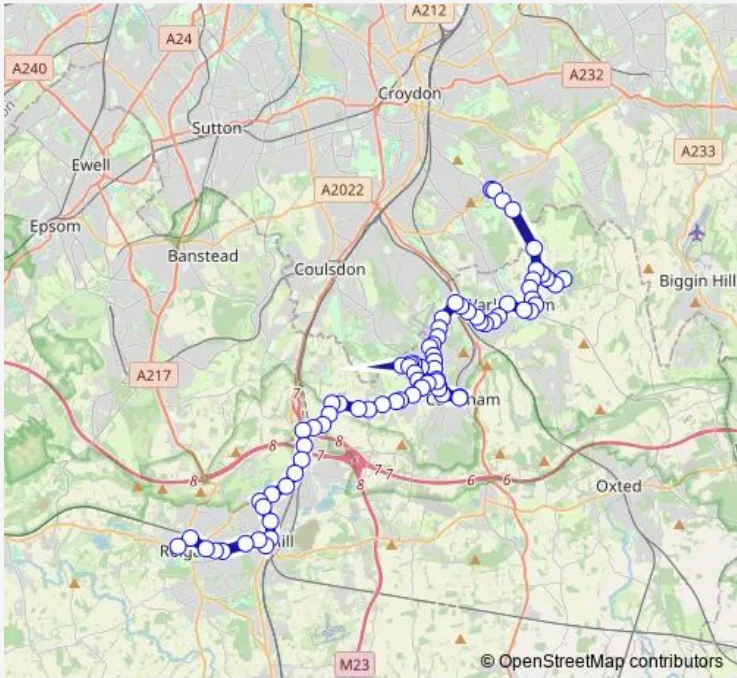 A212
A24
A240
A232
Croydon
Sutton
A233
Ewell
A2022
Epsom
Banstead
Coulsdon
Biggin Hill
A217
7
8
8
7
7
7
8
8
6
6
Oxted
M23
© OpenStreetMap contributors